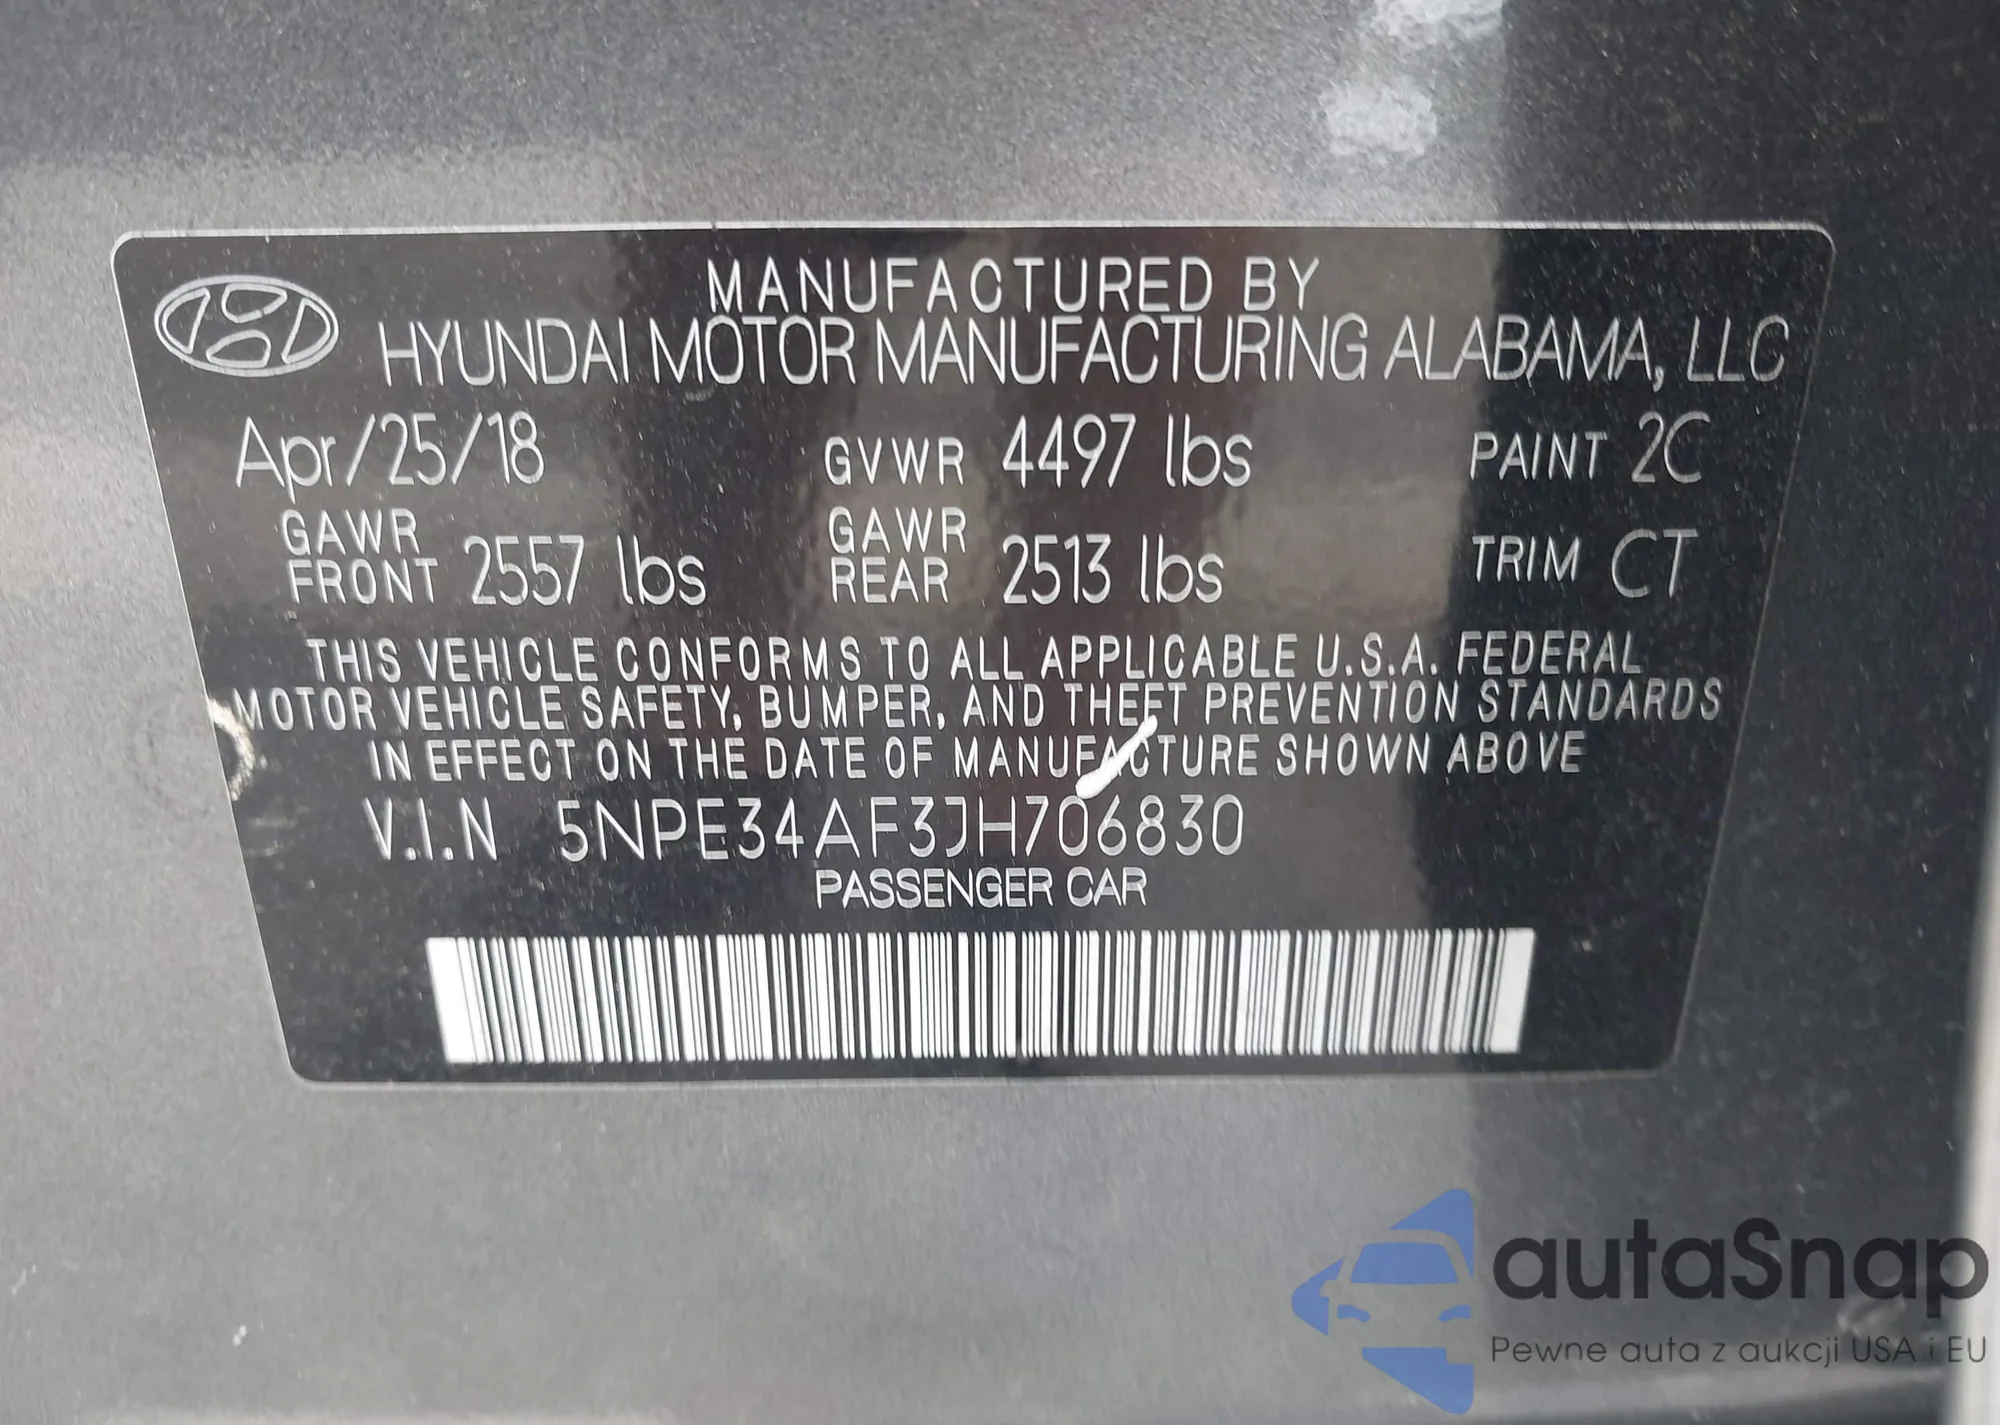 MANUFACTURED BY
HYUNDAI MOTOR MANUFACTURING ALABAMA, LLC
Apr/25/18 GVWR 4497 lbs PAINT 2C
GAWR FRONT 2557 lbs GAWR REAR 2513 lbs TRIM CT
THIS VEHICLE CONFORMS TO ALL APPLICABLE U.S.A. FEDERAL
MOTOR VEHICLE SAFETY, BUMPER, AND THEFT PREVENTION STANDARDS
IN EFFECT ON THE DATE OF MANUFACTURE SHOWN ABOVE
V.I.N 5NPE34AF3JH706830
PASSENGER CAR
autaSnap
Pewne auta z aukcji USA i EU